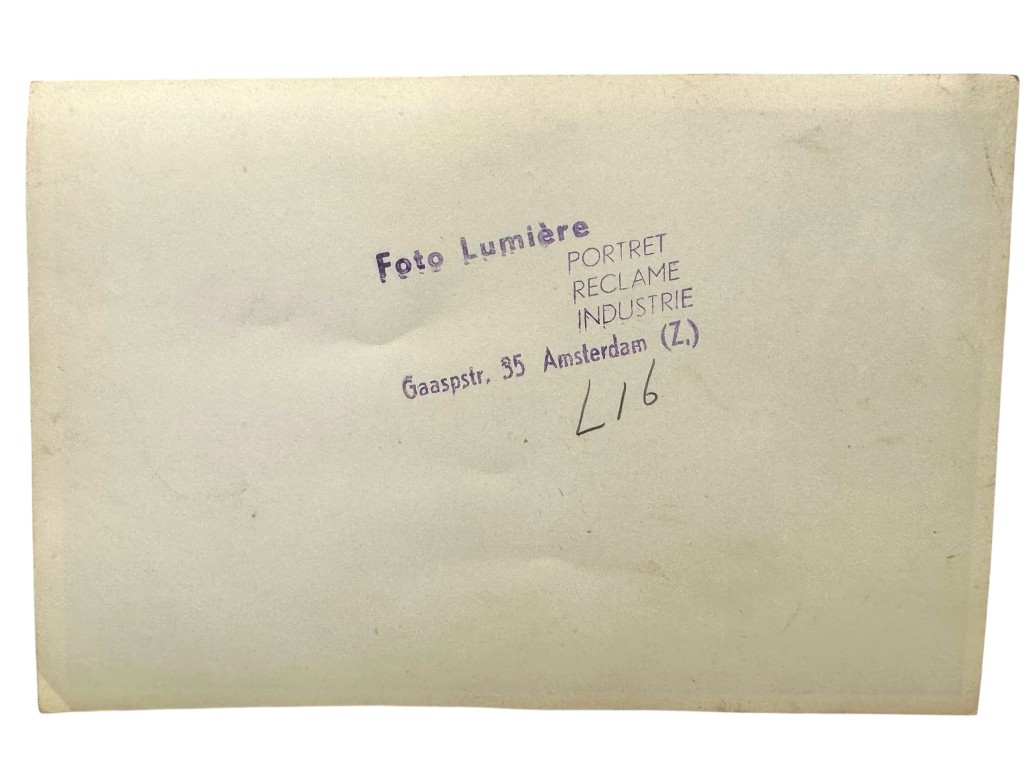 Foto Lumière
PORTRET
RECLAME
INDUSTRIE
Gaaspstr. 35 Amsterdam (Z.)
L16